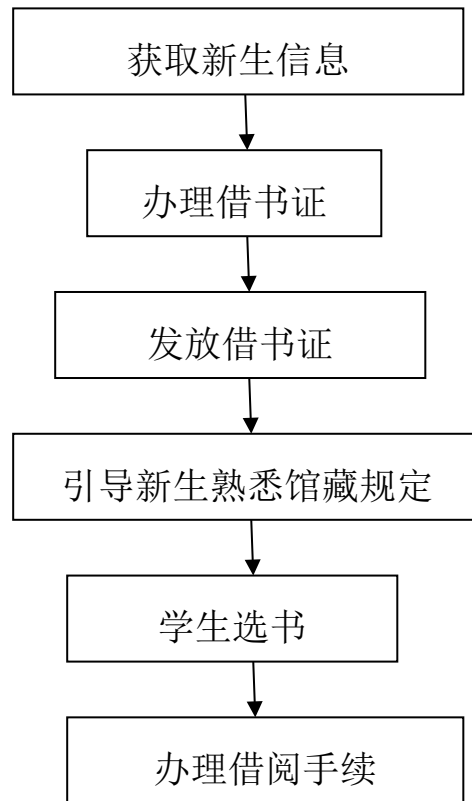 获取新生信息
办理借书证
发放借书证
引导新生熟悉馆藏规定
学生选书
办理借阅手续